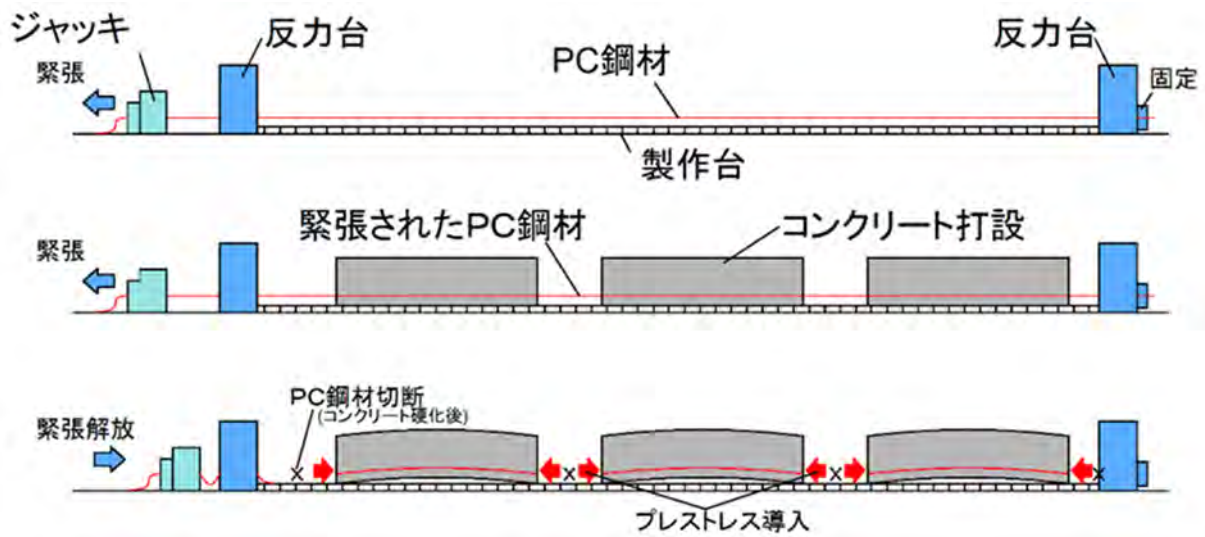 ジャッキ
反力台
反力台
緊張
PC鋼材
固定
製作台
緊張されたPC鋼材
コンクリート打設
緊張
PC鋼材切断
(コンクリート硬化後)
緊張解放
×
×
×
×
プレストレス導入